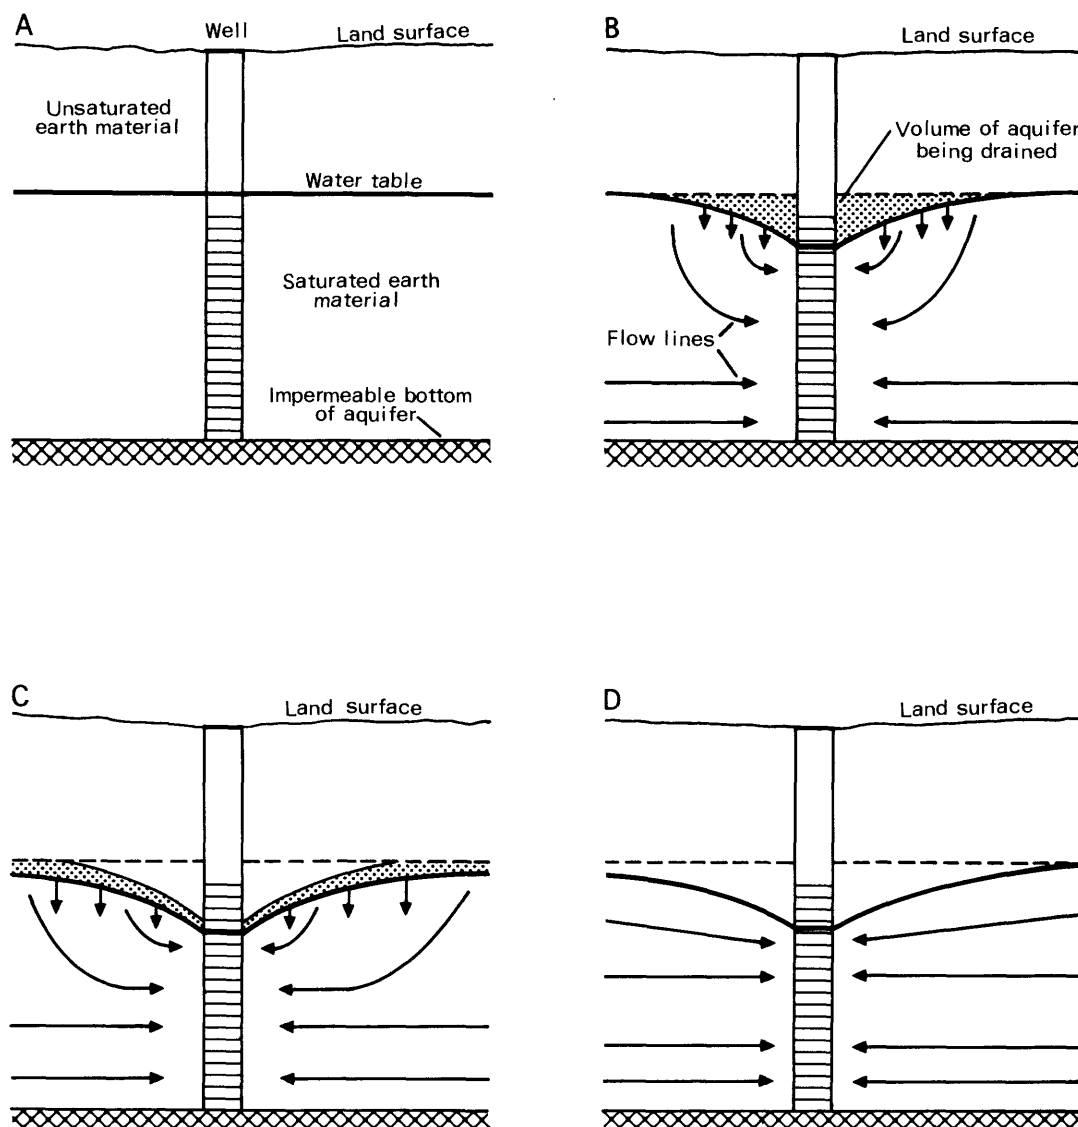 A
Well
Land surface
Unsaturated
earth material
Water table
Saturated earth
material
Impermeable bottom
of aquifer
B
Land surface
Volume of aquifer
being drained
Flow lines
C
Land surface
D
Land surface